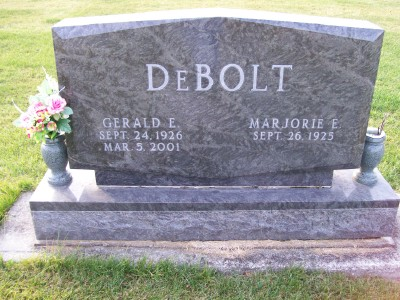 DeBOLT
GERALD E.
SEPT. 24, 1926
MAR. 5, 2001
MARJORIE E.
SEPT. 26, 1925